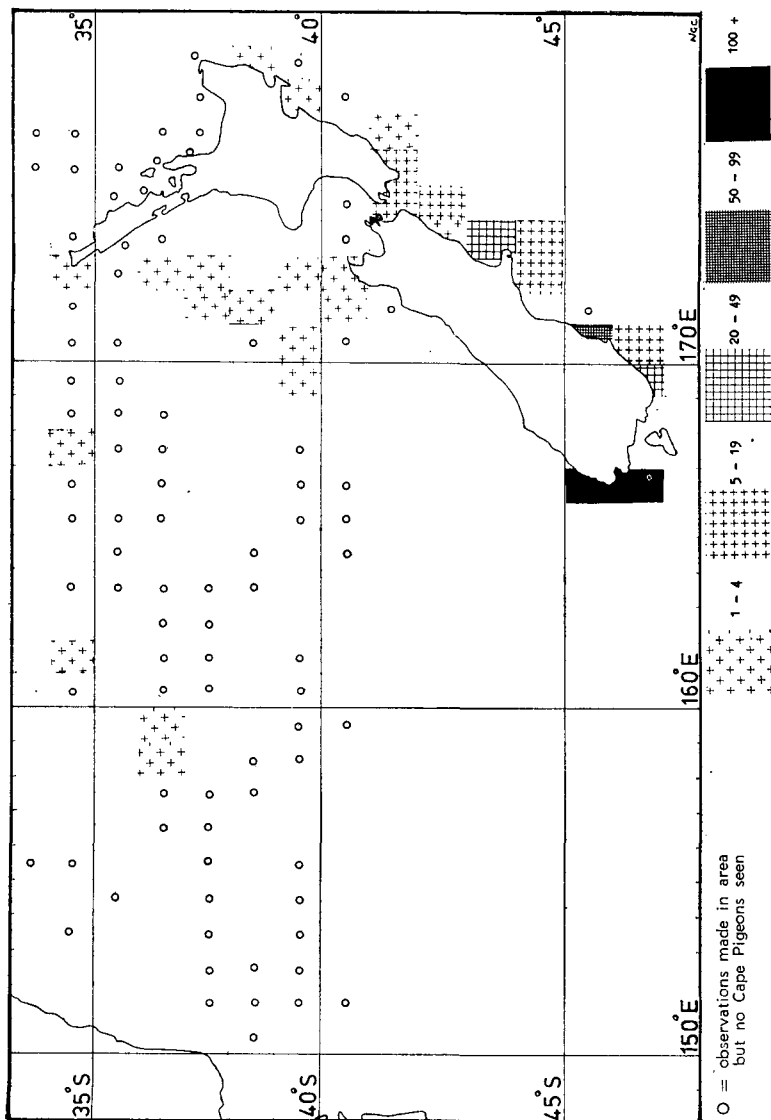 35°
40°
45°
NGC
170°E
160°E
150°E
35°S
40°S
45°S
O = observations made in area
but no Cape Pigeons seen
1 - 4
5 - 19
20 - 49
50 - 99
100 +